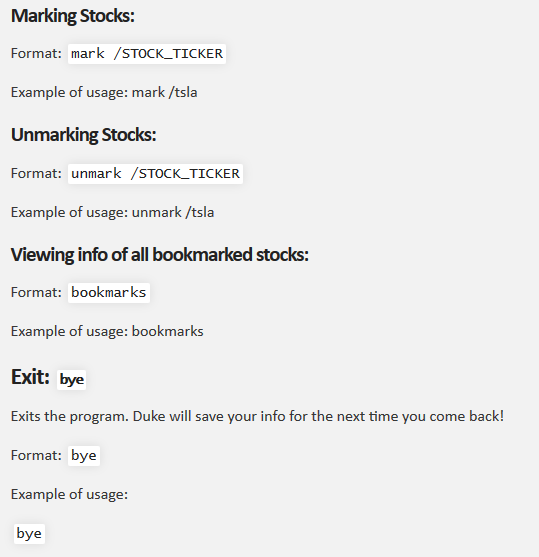 Marking Stocks:
Format: mark /STOCK_TICKER
Example of usage: mark /tsla
Unmarking Stocks:
Format: unmark /STOCK_TICKER
Example of usage: unmark /tsla
Viewing info of all bookmarked stocks:
Format: bookmarks
Example of usage: bookmarks
Exit: bye
Exits the program. Duke will save your info for the next time you come back!
Format: bye
Example of usage:
bye